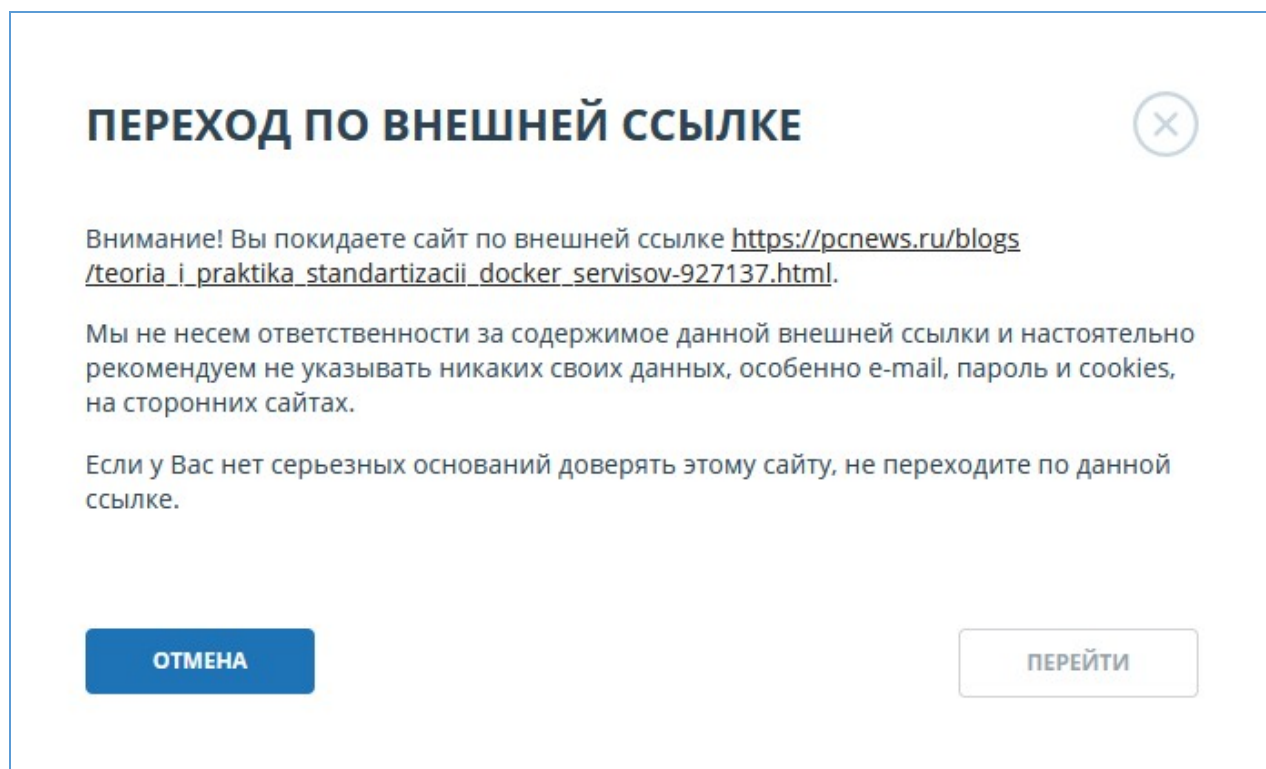 ПЕРЕХОД ПО ВНЕШНЕЙ ССЫЛКЕ
Внимание! Вы покидаете сайт по внешней ссылке https://pcnews.ru/blogs
/teoria_i_praktika_standartizacii_docker_servisov-927137.html.
Мы не несем ответственности за содержимое данной внешней ссылки и настоятельно
рекомендуем не указывать никаких своих данных, особенно e-mail, пароль и cookies,
на сторонних сайтах.
Если у Вас нет серьезных оснований доверять этому сайту, не переходите по данной
ссылке.
ОТМЕНА
ПЕРЕЙТИ